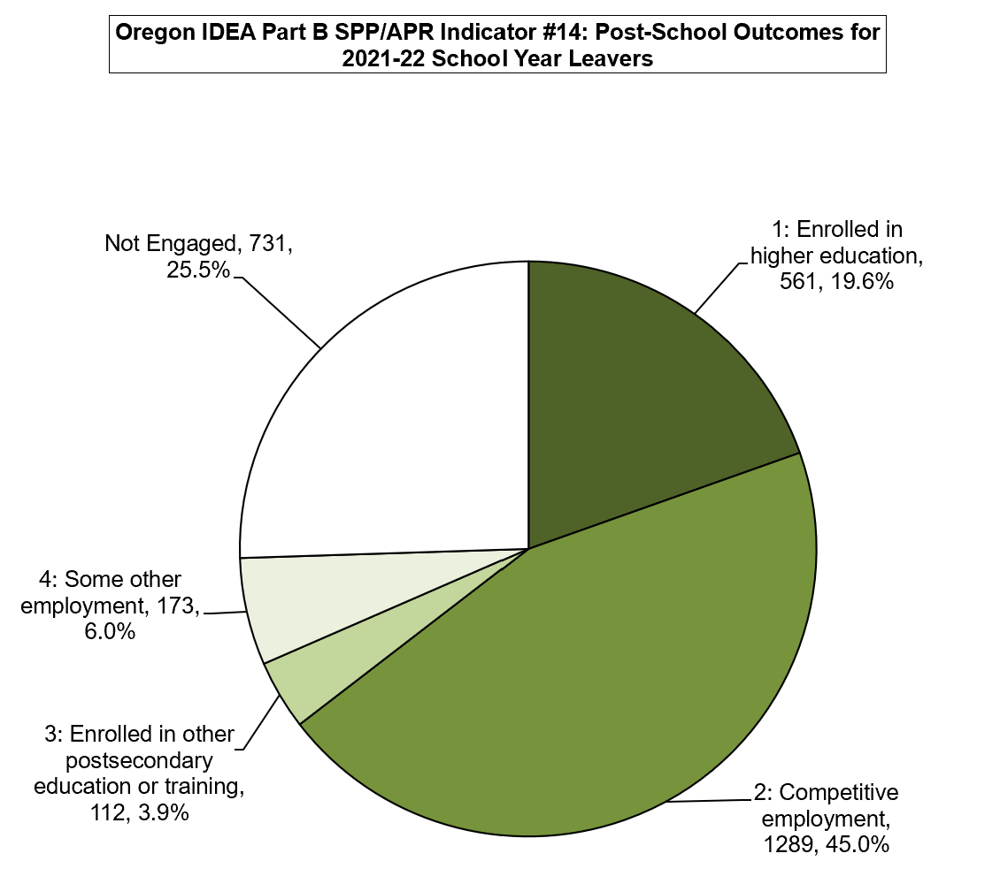 Oregon IDEA Part B SPP/APR Indicator #14: Post-School Outcomes for
2021-22 School Year Leavers
1: Enrolled in
higher education,
561, 19.6%
2: Competitive
employment,
1289, 45.0%
3: Enrolled in other
postsecondary
education or training,
112, 3.9%
4: Some other
employment, 173,
6.0%
Not Engaged, 731,
25.5%